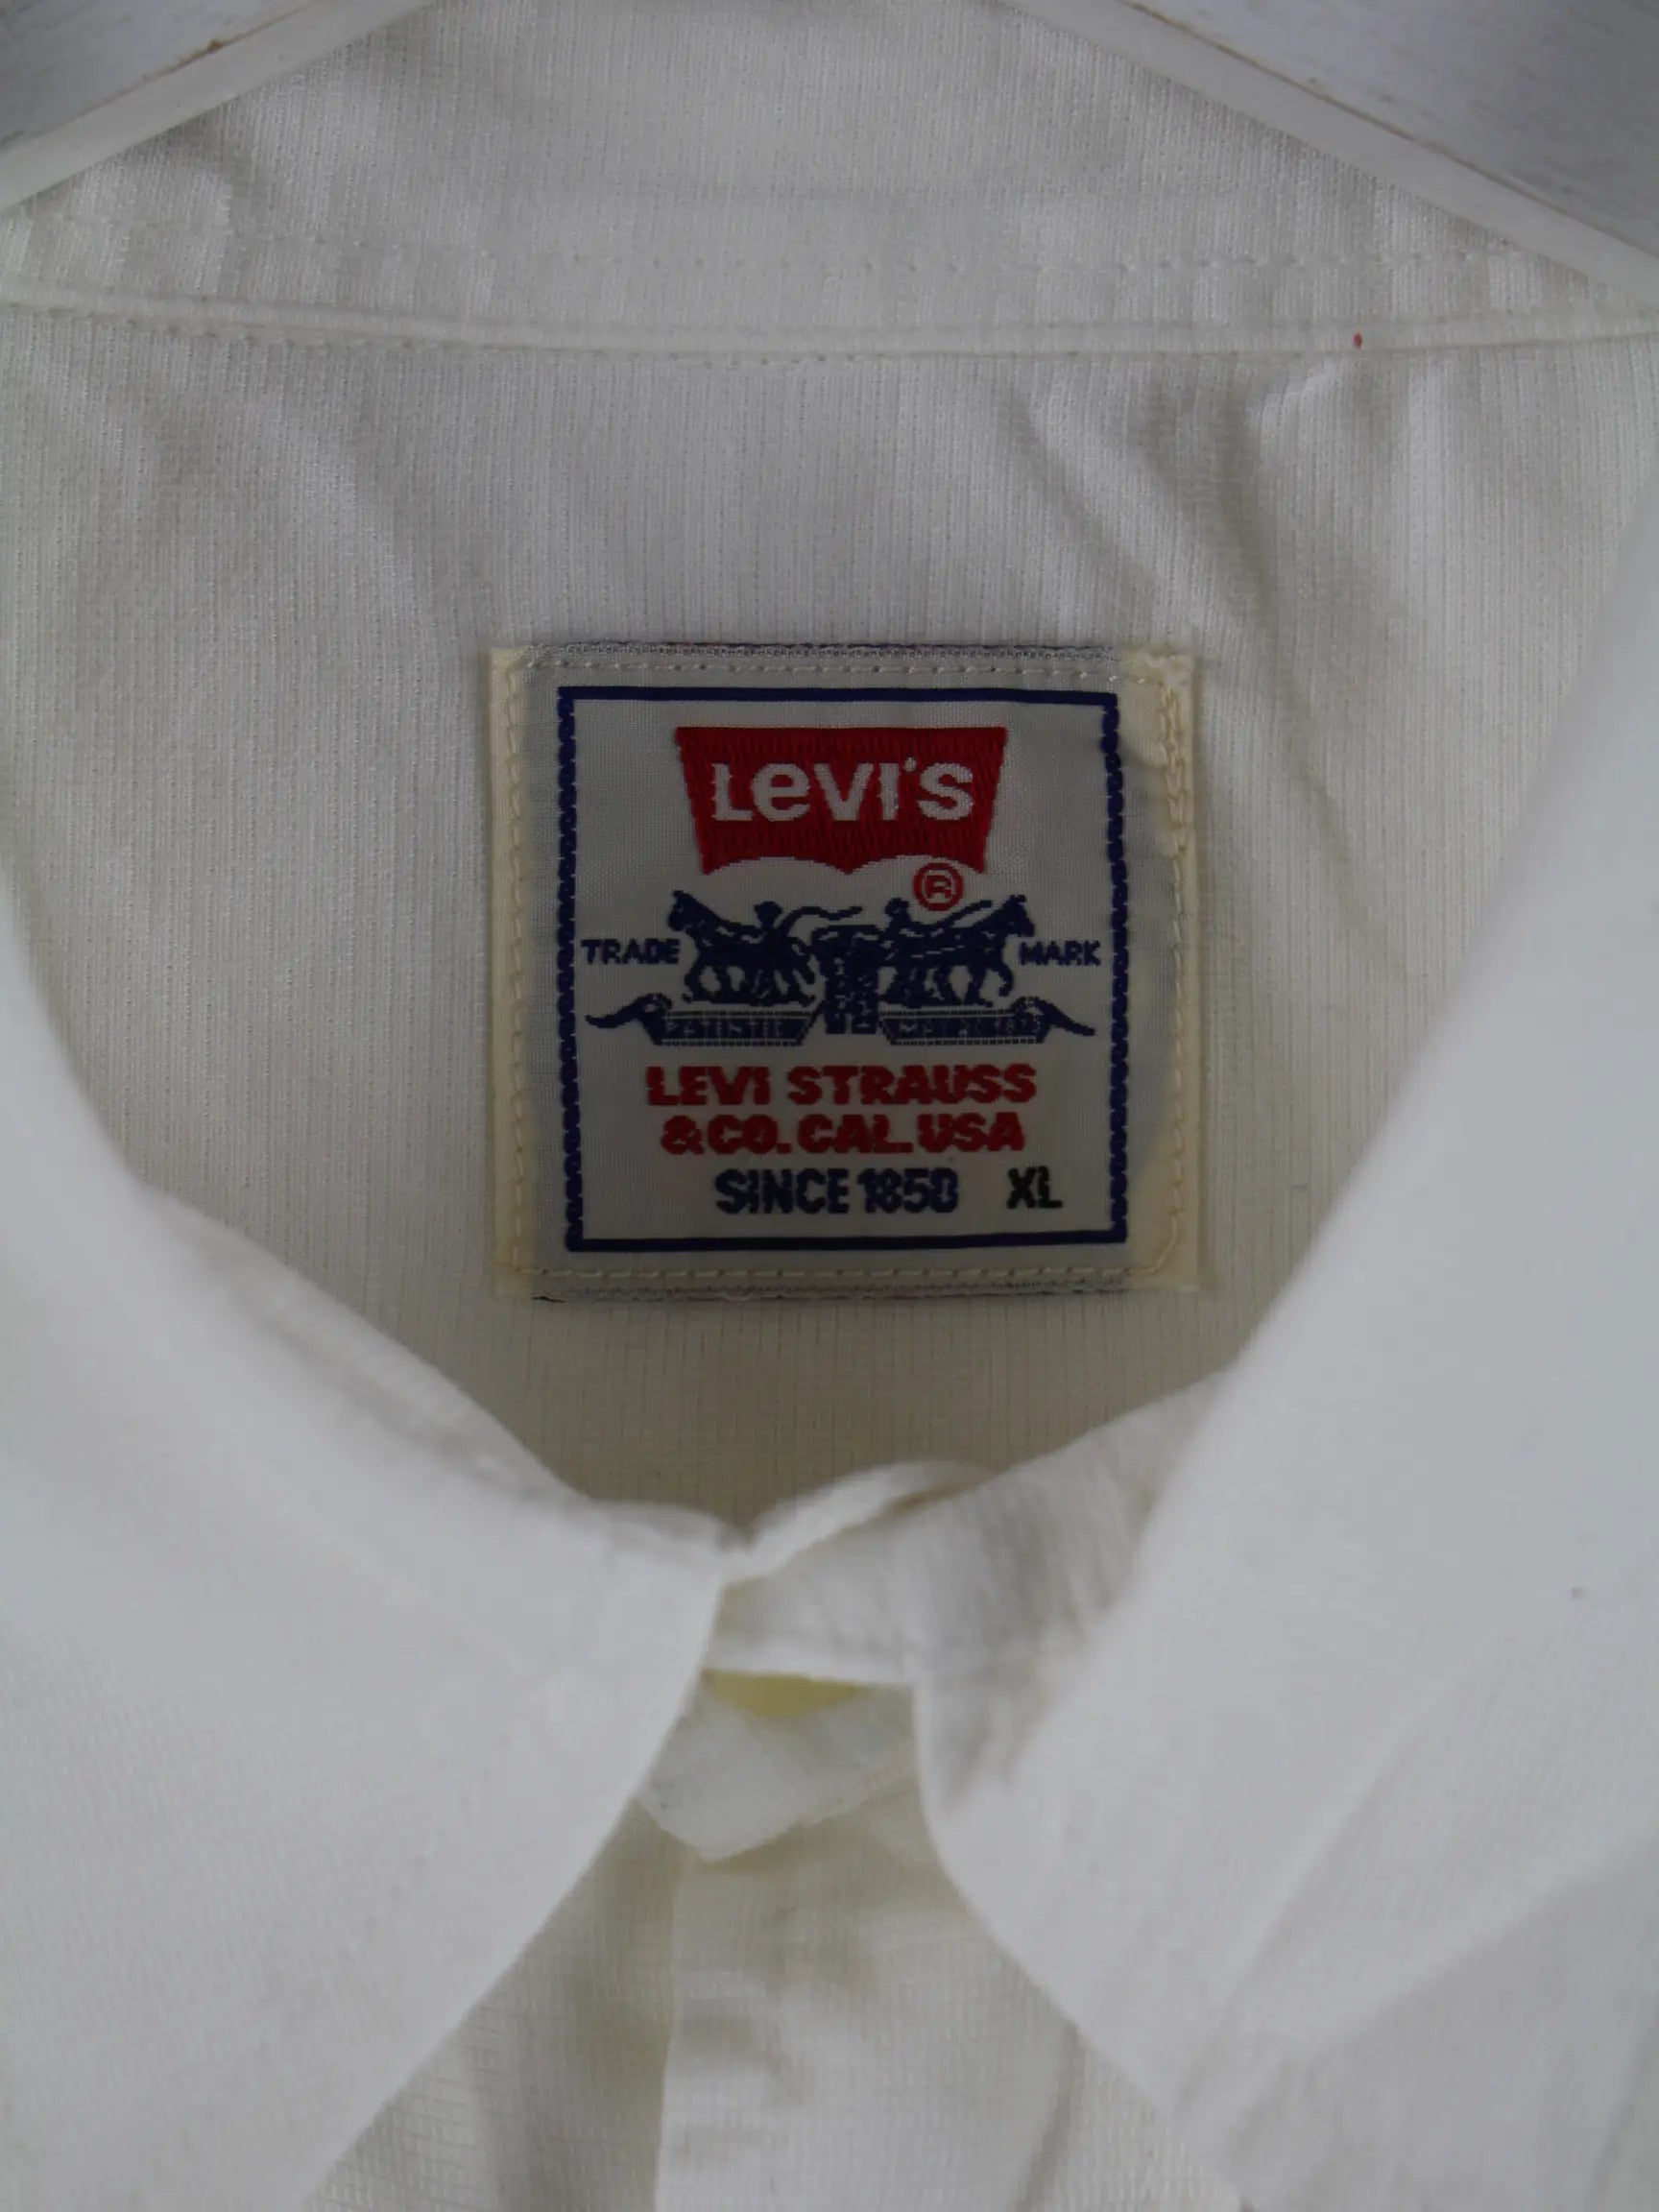 Levi's
®
TRADE MARK
LEVI STRAUSS
& CO. CAL. USA
SINCE 1850 XL